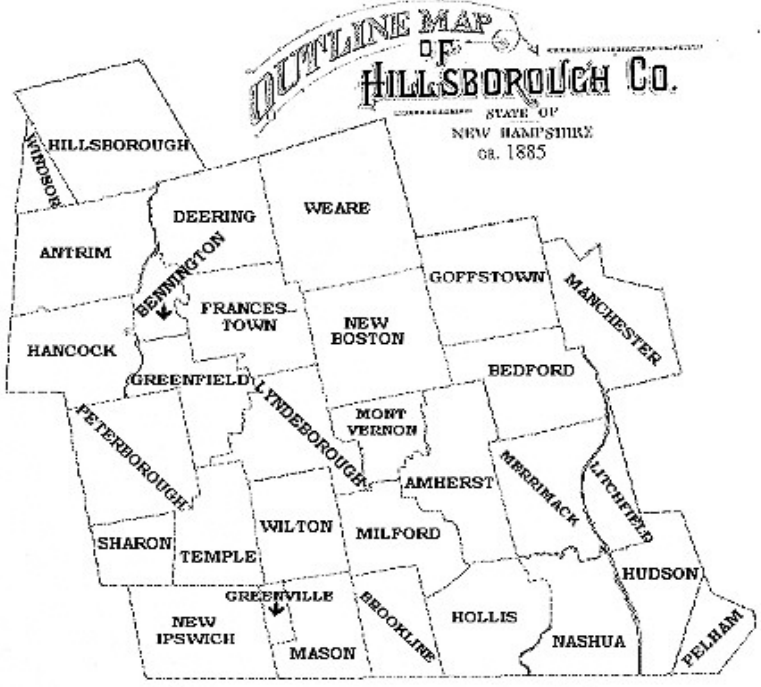 OUTLINE MAP
OF
HILLSBOROUGH CO.
STATE OF
NEW HAMPSHIRE
1885
HILLSBOROUGH
WINDSOR
DEERING
WEARE
ANTRIM
BENNINGTON
GOFFSTOWN
MANCHESTER
FRANCES-
TOWN
NEW
BOSTON
HANCOCK
GREENFIELD
BEDFORD
LYNDEBOROUGH
PETERBOROUGH
MONT
VERNON
AMHERST
MERRIMACK
LITCHFIELD
WILTON
MILFORD
SHARON
TEMPLE
HUDSON
GREENVILLE
BROOKLINE
HOLLIS
NEW
IPSWICH
MASON
NASHUA
PELHAM